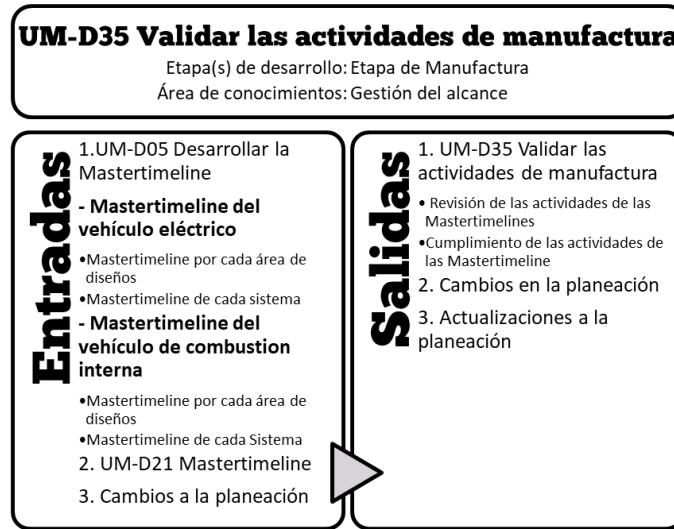 UM-D35 Validar las actividades de manufactura
Etapa(s) de desarrollo: Etapa de Manufactura
Área de conocimientos: Gestión del alcance
Entradas
1.UM-D05 Desarrollar la
Mastertimeline
- Mastertimeline del
vehículo eléctrico
•Mastertimeline por cada área de
diseños
•Mastertimeline de cada sistema
- Mastertimeline del
vehículo de combustion
interna
•Mastertimeline por cada área de
diseños
•Mastertimeline de cada Sistema
2. UM-D21 Mastertimeline
3. Cambios a la planeación
Salidas
1. UM-D35 Validar las
actividades de manufactura
• Revisión de las actividades de las
Mastertimelines
•Cumplimiento de las actividades de
las Mastertimeline
2. Cambios en la planeación
3. Actualizaciones a la
planeación